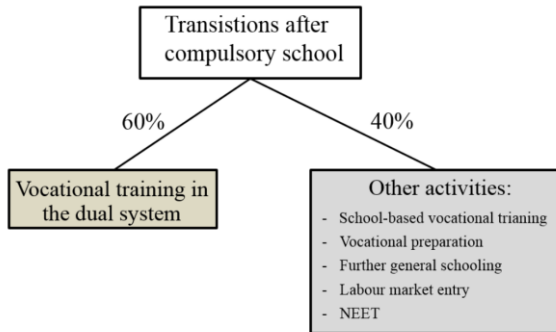 Transistions after
compulsory school
60%
40%
Vocational training in
the dual system
Other activities:
- School-based vocational trianing
- Vocational preparation
- Further general schooling
- Labour market entry
- NEET